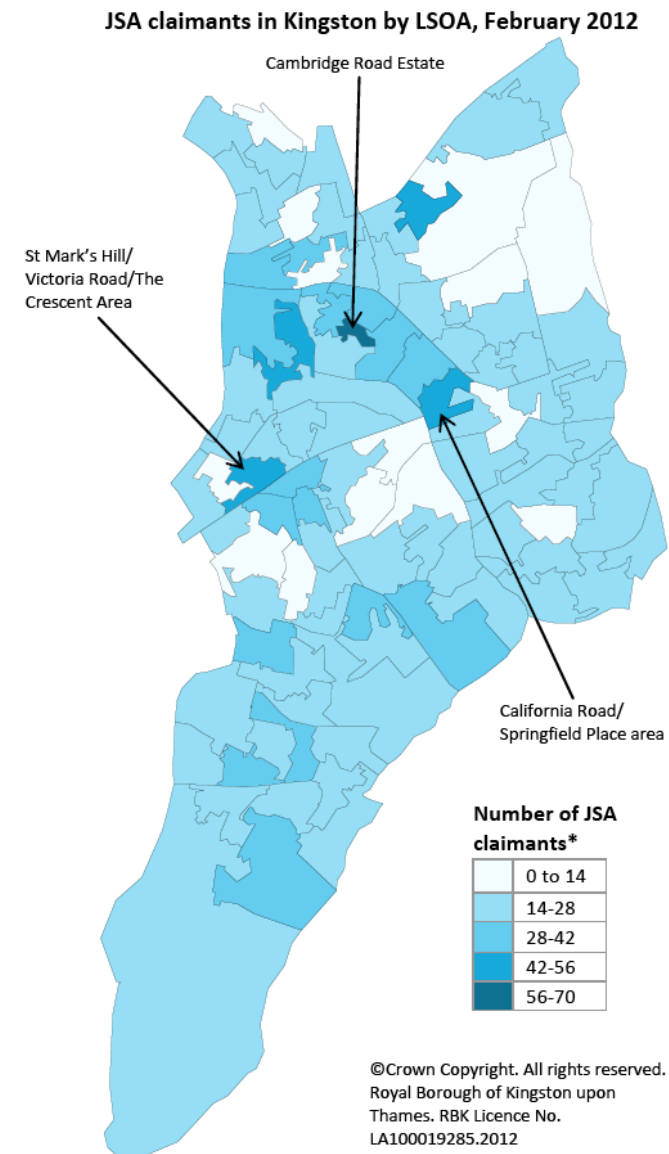 JSA claimants in Kingston by LSOA, February 2012
Cambridge Road Estate
St Mark's Hill/
Victoria Road/The
Crescent Area
California Road/
Springfield Place area
Number of JSA
claimants*
0 to 14
14-28
28-42
42-56
56-70
©Crown Copyright. All rights reserved.
Royal Borough of Kingston upon
Thames. RBK Licence No.
LA100019285.2012